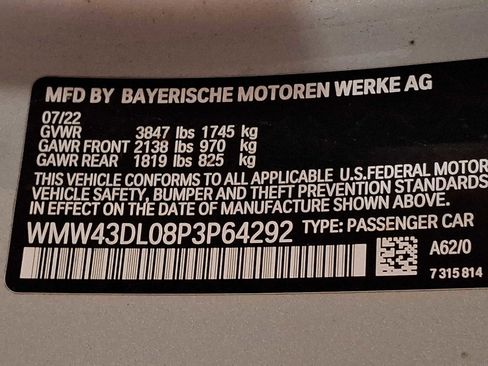 MFD BY BAYERISCHE MOTOREN WERKE AG
07/22
GVWR 3847 lbs 1745 kg
GAWR FRONT 2138 lbs 970 kg
GAWR REAR 1819 lbs 825 kg
THIS VEHICLE CONFORMS TO ALL APPLICABLE U.S.FEDERAL MOTOR
VEHICLE SAFETY, BUMPER AND THEFT PREVENTION STANDARDS
IN EFFECT ON THE DATE OF MANUFACTURE SHOWN ABOVE.
WMW43DL08P3P64292 TYPE: PASSENGER CAR
A62/0
7 315 814